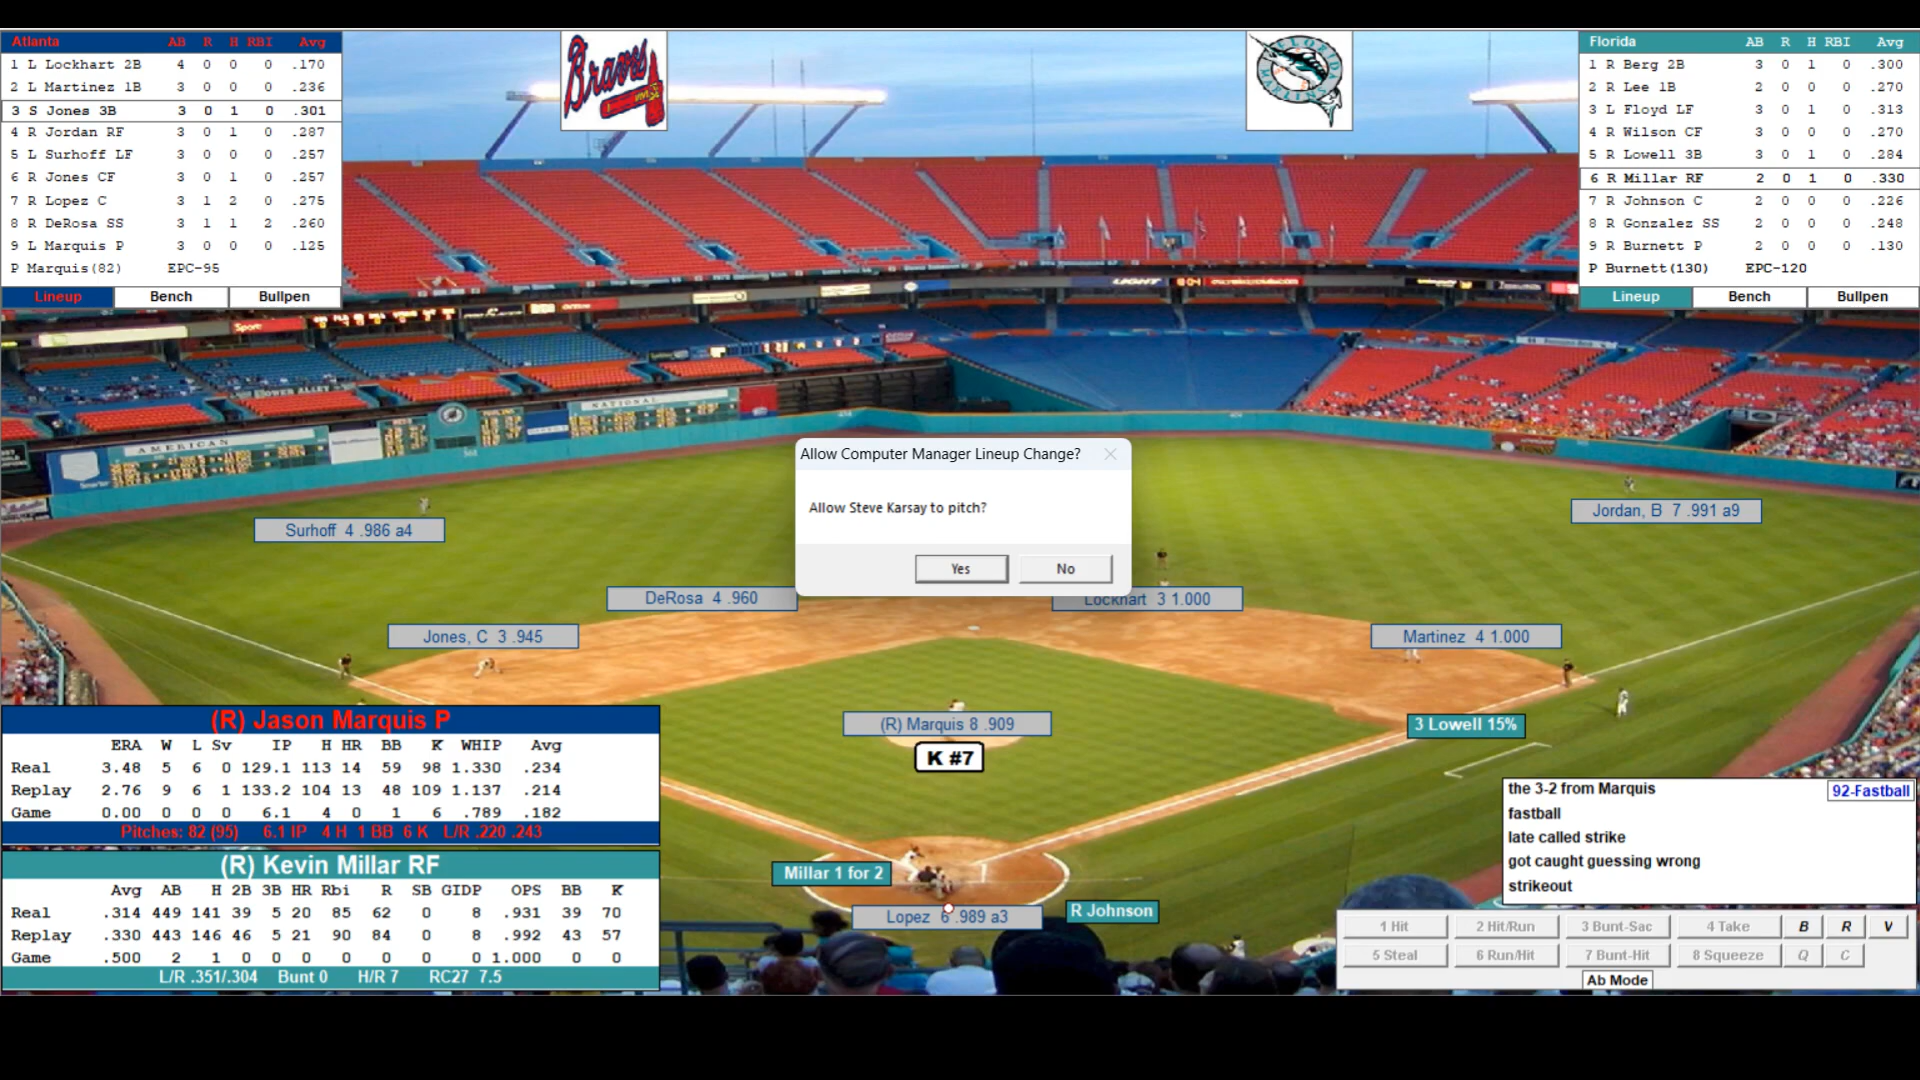 Atlanta AB R H RBI Avg
1 L Lockhart 2B 4 0 0 0 .170
2 L Martinez 1B 3 0 0 0 .236
3 S Jones 3B 3 0 1 0 .301
4 R Jordan RF 3 0 1 0 .287
5 L Surhoff LF 3 0 0 0 .257
6 R Jones CF 3 0 1 0 .257
7 R Lopez C 3 1 2 0 .275
8 R DeRosa SS 3 1 1 2 .260
9 L Marquis P 3 0 0 0 .125
P Marquis(82) EPC-95
Lineup Bench Bullpen
Braves
FLORIDA
MARLINS
Florida AB R H RBI Avg
1 R Berg 2B 3 0 1 0 .300
2 R Lee 1B 2 0 0 0 .270
3 L Floyd LF 3 0 1 0 .313
4 R Wilson CF 3 0 0 0 .270
5 R Lowell 3B 3 0 1 0 .284
6 R Millar RF 2 0 1 0 .330
7 R Johnson C 2 0 0 0 .226
8 R Gonzalez SS 2 0 0 0 .248
9 R Burnett P 2 0 0 0 .130
P Burnett(130) EPC-120
Lineup Bench Bullpen
LIGHT
Sport
POWER ALLEY
NATIONAL
AMERICAN
Allow Computer Manager Lineup Change?
Allow Steve Karsay to pitch?
Yes No
Surhoff 4 .986 a4
Jordan, B 7 .991 a9
DeRosa 4 .960
Lockhart 3 1.000
Jones, C 3 .945
Martinez 4 1.000
(R) Marquis 8 .909
K #7
3 Lowell 15%
Millar 1 for 2
Lopez 6 .989 a3
R Johnson
(R) Jason Marquis P
ERA W L Sv IP H HR BB K WHIP Avg
Real 3.48 5 6 0 129.1 113 14 59 98 1.330 .234
Replay 2.76 9 6 1 133.2 104 13 48 109 1.137 .214
Game 0.00 0 0 0 6.1 4 0 1 6 .789 .182
Pitches: 82 (95) 6.1 IP 4 H 1 BB 6 K L/R .220 .243
(R) Kevin Millar RF
Avg AB H 2B 3B HR Rbi R SB GIDP OPS BB K
Real .314 449 141 39 5 20 85 62 0 8 .931 39 70
Replay .330 443 146 46 5 21 90 84 0 8 .992 43 57
Game .500 2 1 0 0 0 0 0 0 0 1.000 0 0
L/R .351/.304 Bunt 0 H/R 7 RC27 7.5
the 3-2 from Marquis
92-Fastball
fastball
late called strike
got caught guessing wrong
strikeout
1 Hit 2 Hit/Run 3 Bunt-Sac 4 Take B R V
5 Steal 6 Run/Hit 7 Bunt-Hit 8 Squeeze Q C
Ab Mode